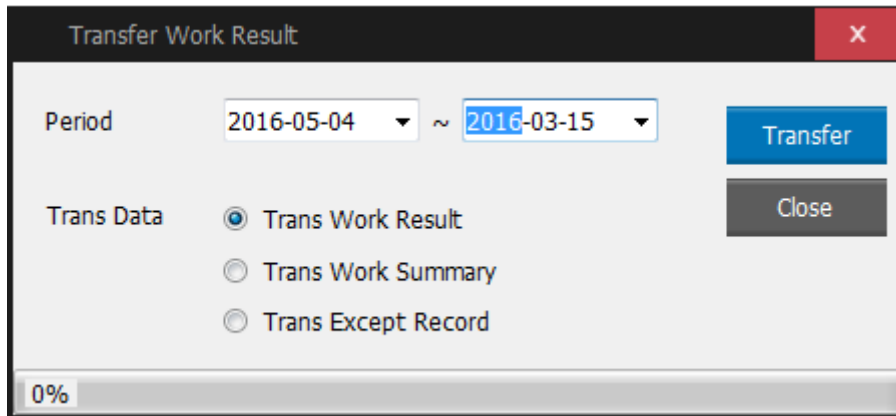 Transfer Work Result x
Period 2016-05-04 ~ 2016-03-15 Transfer
Close
Trans Data Trans Work Result
Trans Work Summary
Trans Except Record
0%